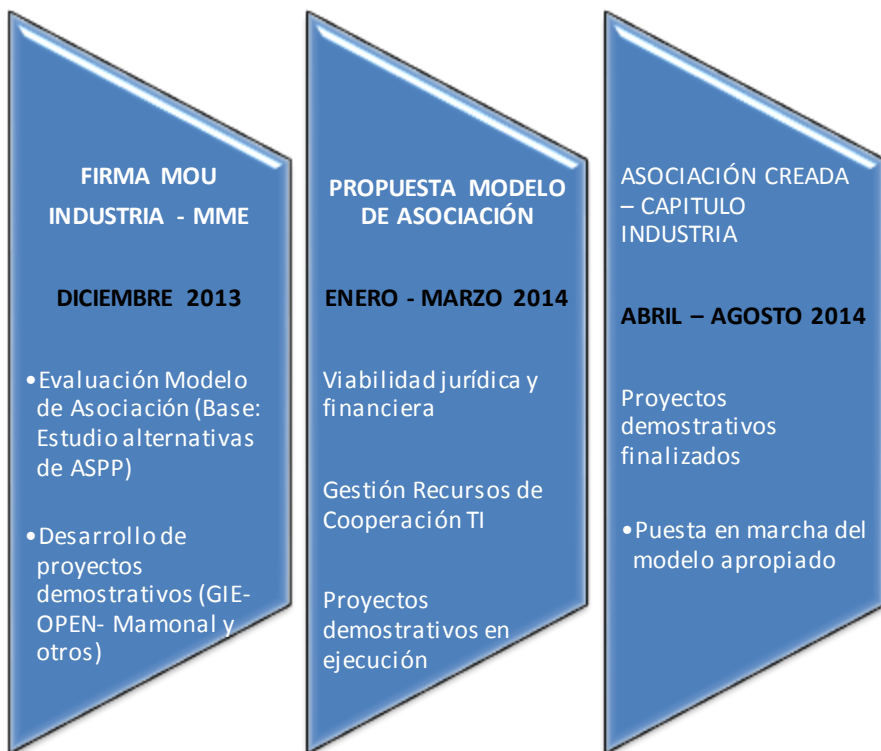 FIRMA MOU
INDUSTRIA - MME
DICIEMBRE 2013
•Evaluación Modelo
de Asociación (Base:
Estudio alternativas
de ASPP)
•Desarrollo de
proyectos
demostrativos (GIE-
OPEN- Mamonal y
otros)
PROPUESTA MODELO
DE ASOCIACIÓN
ENERO - MARZO 2014
Viabilidad jurídica y
financiera
Gestión Recursos de
Cooperación TI
Proyectos
demostrativos en
ejecución
ASOCIACIÓN CREADA
– CAPITULO
INDUSTRIA
ABRIL – AGOSTO 2014
Proyectos
demostrativos
finalizados
•Puesta en marcha del
modelo apropiado